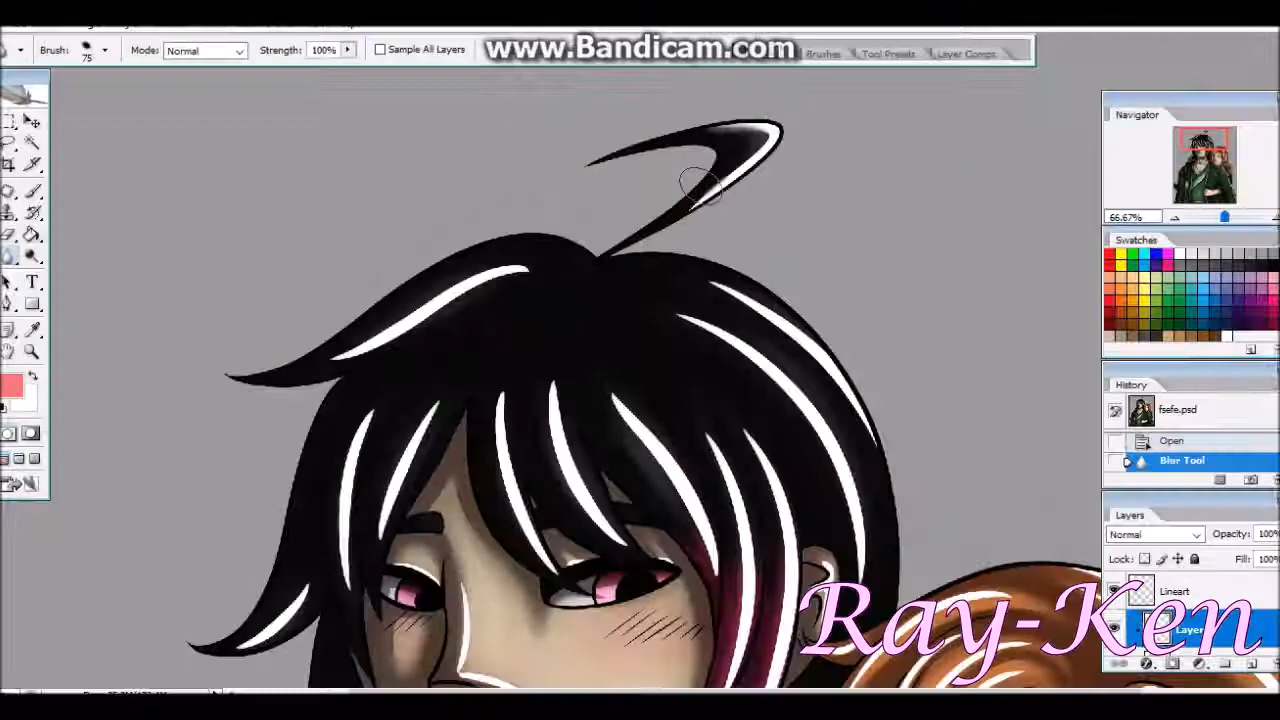 Brush:
75
Mode: Normal
Strength: 100%
Sample All Layers
www.Bandicam.com
Brushes
Tool Presets
Layer Comps
Navigator
66.67%
Swatches
History
fsefe.psd
Open
Blur Tool
Layers
Normal
Opacity: 100%
Lock:
Fill: 100%
Lineart
Layer
Ray-Ken